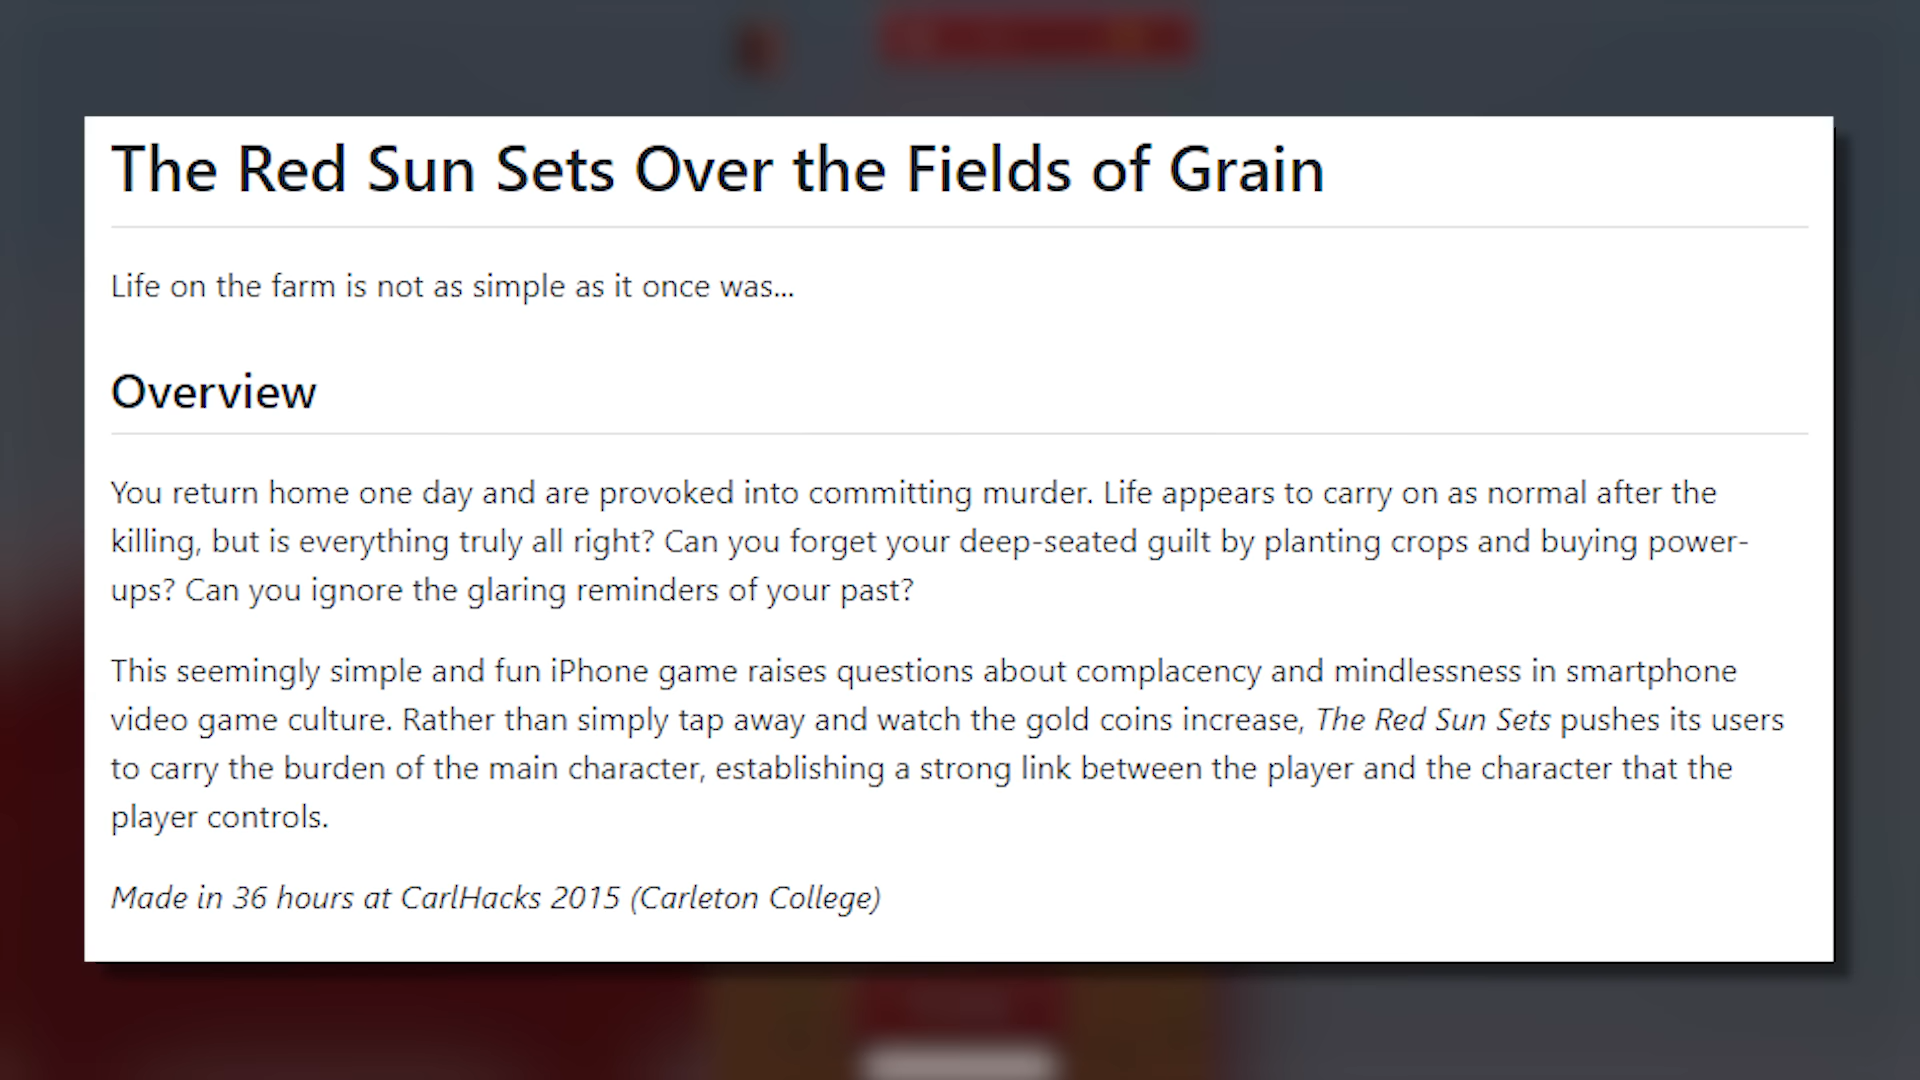 The Red Sun Sets Over the Fields of Grain
Life on the farm is not as simple as it once was...
Overview
You return home one day and are provoked into committing murder. Life appears to carry on as normal after the
killing, but is everything truly all right? Can you forget your deep-seated guilt by planting crops and buying power-
ups? Can you ignore the glaring reminders of your past?
This seemingly simple and fun iPhone game raises questions about complacency and mindlessness in smartphone
video game culture. Rather than simply tap away and watch the gold coins increase, The Red Sun Sets pushes its users
to carry the burden of the main character, establishing a strong link between the player and the character that the
player controls.
Made in 36 hours at CarlHacks 2015 (Carleton College)